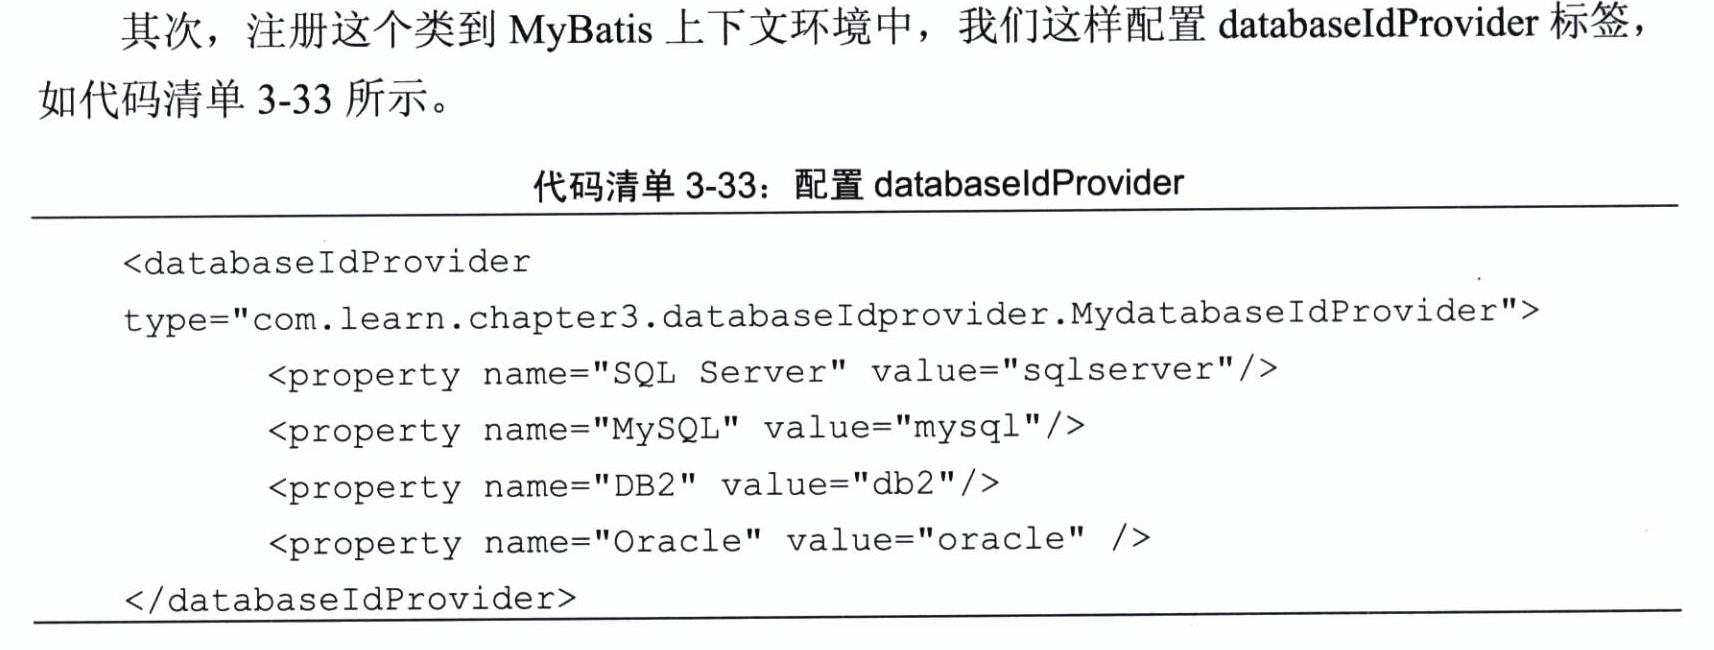 其次，注册这个类到 MyBatis 上下文环境中，我们这样配置 databaseIdProvider 标签，
如代码清单 3-33 所示。
代码清单 3-33：配置 databaseIdProvider
<databaseIdProvider
type="com.learn.chapter3.databaseIdprovider.MydatabaseIdProvider">
<property name="SQL Server" value="sqlserver"/>
<property name="MySQL" value="mysql"/>
<property name="DB2" value="db2"/>
<property name="Oracle" value="oracle" />
</databaseIdProvider>